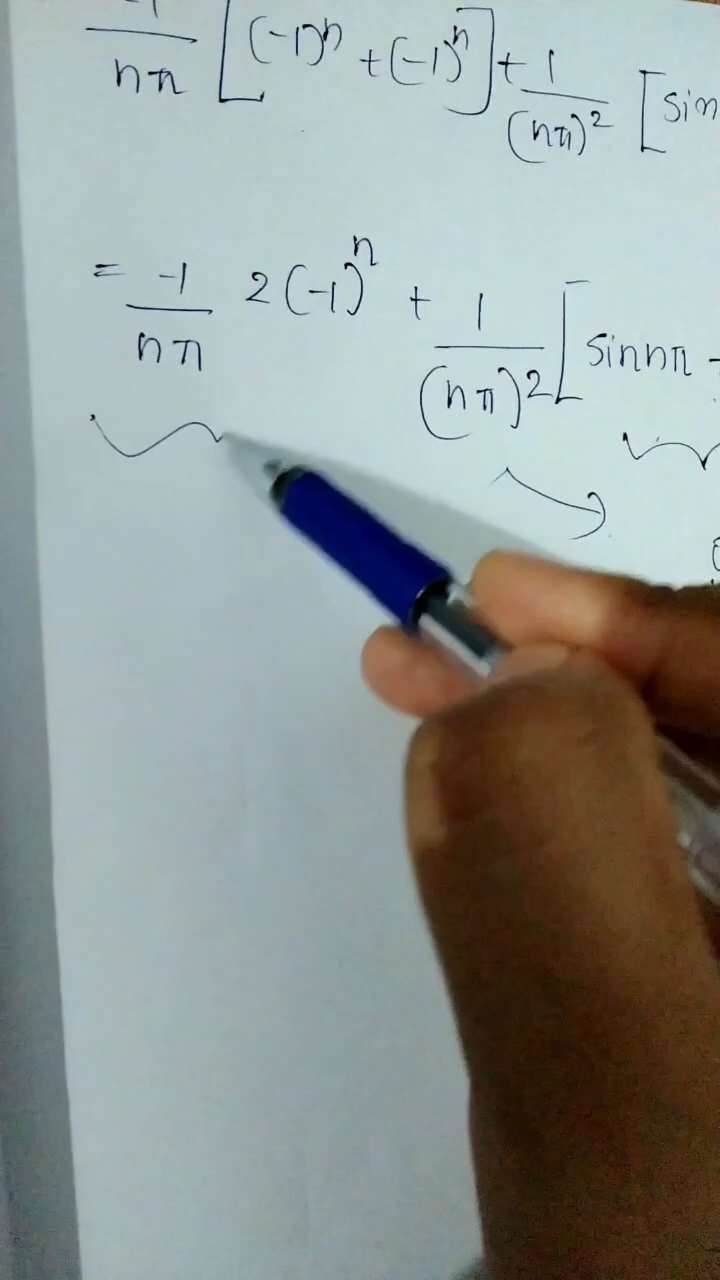 -1/nπ [(-1)^n + (-1)^n] + 1/(nπ)^2 [sin
= -1/nπ 2(-1)^n + 1/(nπ)^2 [sin nπ -